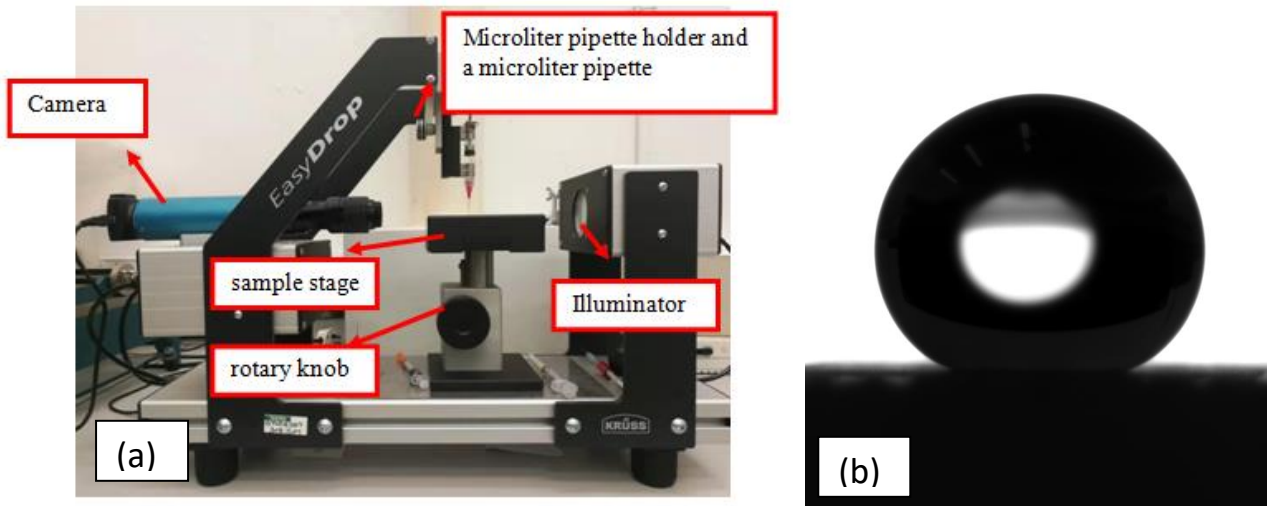 Microliter pipette holder and
a microliter pipette
Camera
EasyDrop
sample stage
Illuminator
rotary knob
KRÜSS
(a)
(b)